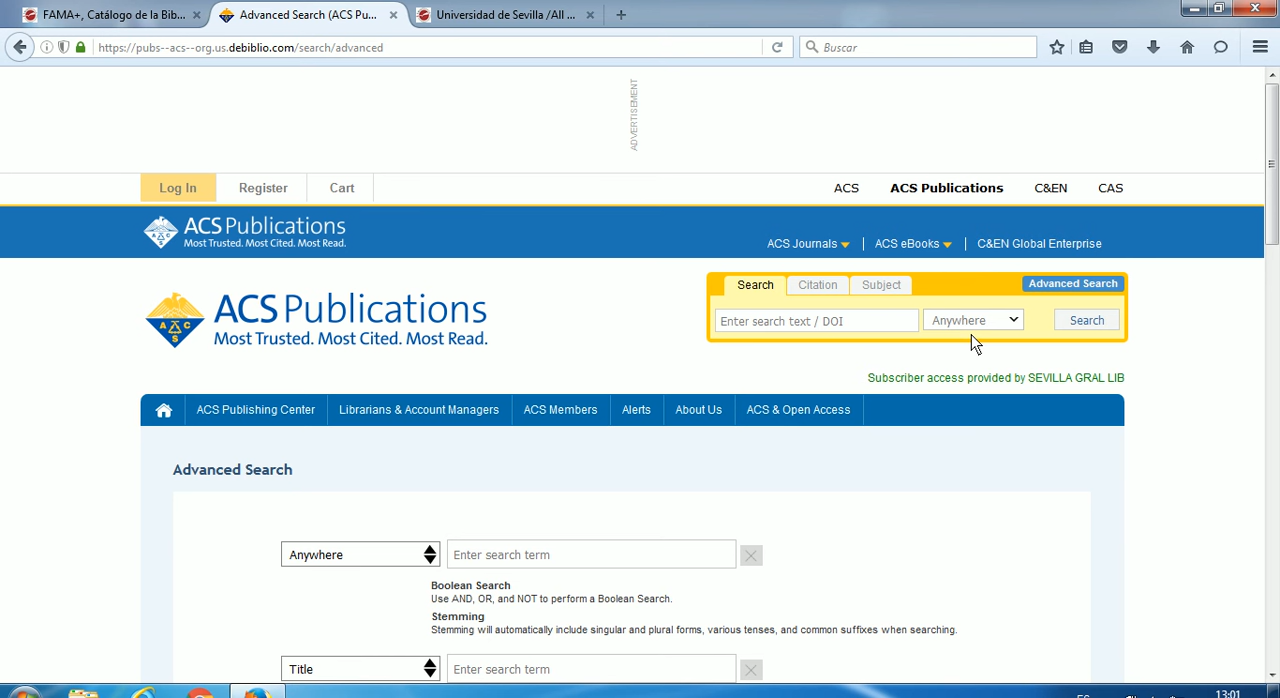 FAMA+, Catálogo de la Bib...
Advanced Search (ACS Pu...
Universidad de Sevilla /All ...
https://pubs--acs--org.us.debiblio.com/search/advanced
Buscar
ADVERTISEMENT
Log In Register Cart
ACS ACS Publications C&EN CAS
ACS Publications
Most Trusted. Most Cited. Most Read.
ACS Journals ACS eBooks C&EN Global Enterprise
ACS Publications
Most Trusted. Most Cited. Most Read.
Search Citation Subject Advanced Search
Enter search text / DOI Anywhere Search
Subscriber access provided by SEVILLA GRAL LIB
ACS Publishing Center Librarians & Account Managers ACS Members Alerts About Us ACS & Open Access
Advanced Search
Anywhere Enter search term
Boolean Search
Use AND, OR, and NOT to perform a Boolean Search.
Stemming
Stemming will automatically include singular and plural forms, various tenses, and common suffixes when searching.
Title Enter search term
13:01